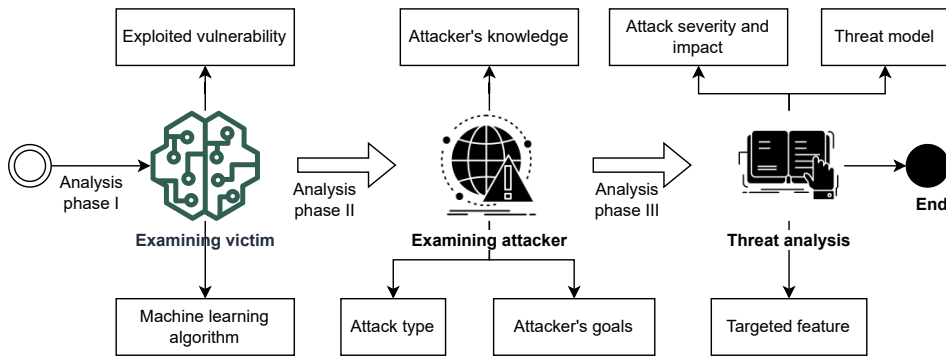 Exploited vulnerability
Attacker's knowledge
Attack severity and
impact
Threat model
Analysis
phase I
Analysis
phase II
Analysis
phase III
End
Examining victim
Examining attacker
Threat analysis
Machine learning
algorithm
Attack type
Attacker's goals
Targeted feature